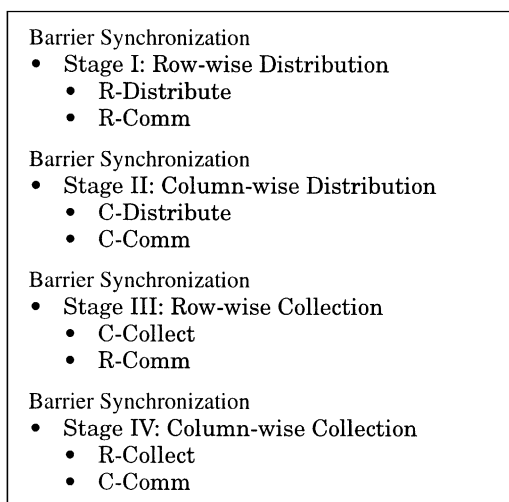 Barrier Synchronization
• Stage I: Row-wise Distribution
• R-Distribute
• R-Comm
Barrier Synchronization
• Stage II: Column-wise Distribution
• C-Distribute
• C-Comm
Barrier Synchronization
• Stage III: Row-wise Collection
• C-Collect
• R-Comm
Barrier Synchronization
• Stage IV: Column-wise Collection
• R-Collect
• C-Comm